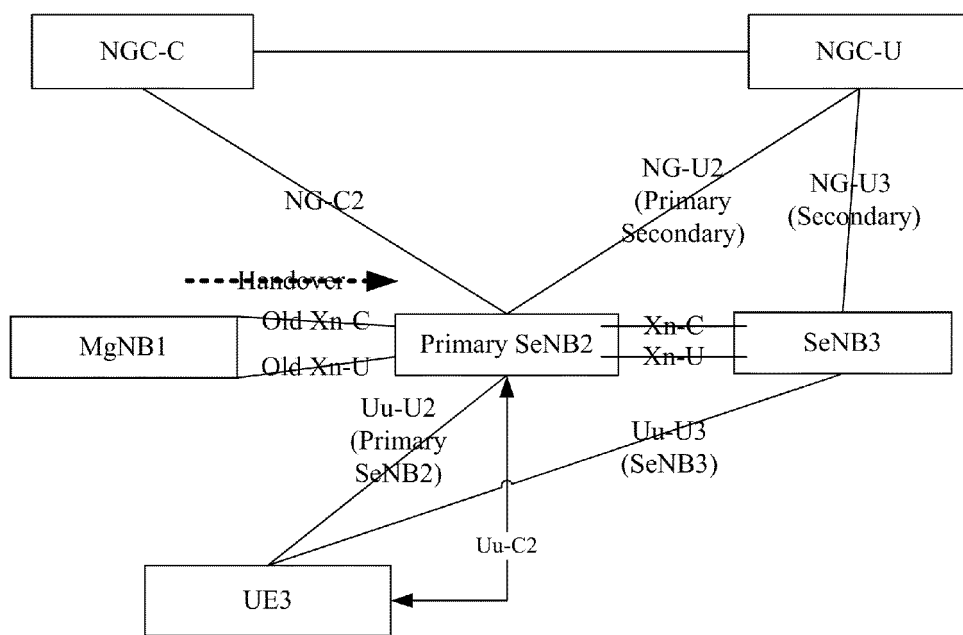 NGC-C
NGC-U
NG-C2
NG-U2
(Primary
Secondary)
NG-U3
(Secondary)
Handover
Old Xn-C
Old Xn-U
MgNB1
Primary SeNB2
Xn-C
Xn-U
SeNB3
Uu-U2
(Primary
SeNB2)
Uu-U3
(SeNB3)
Uu-C2
UE3